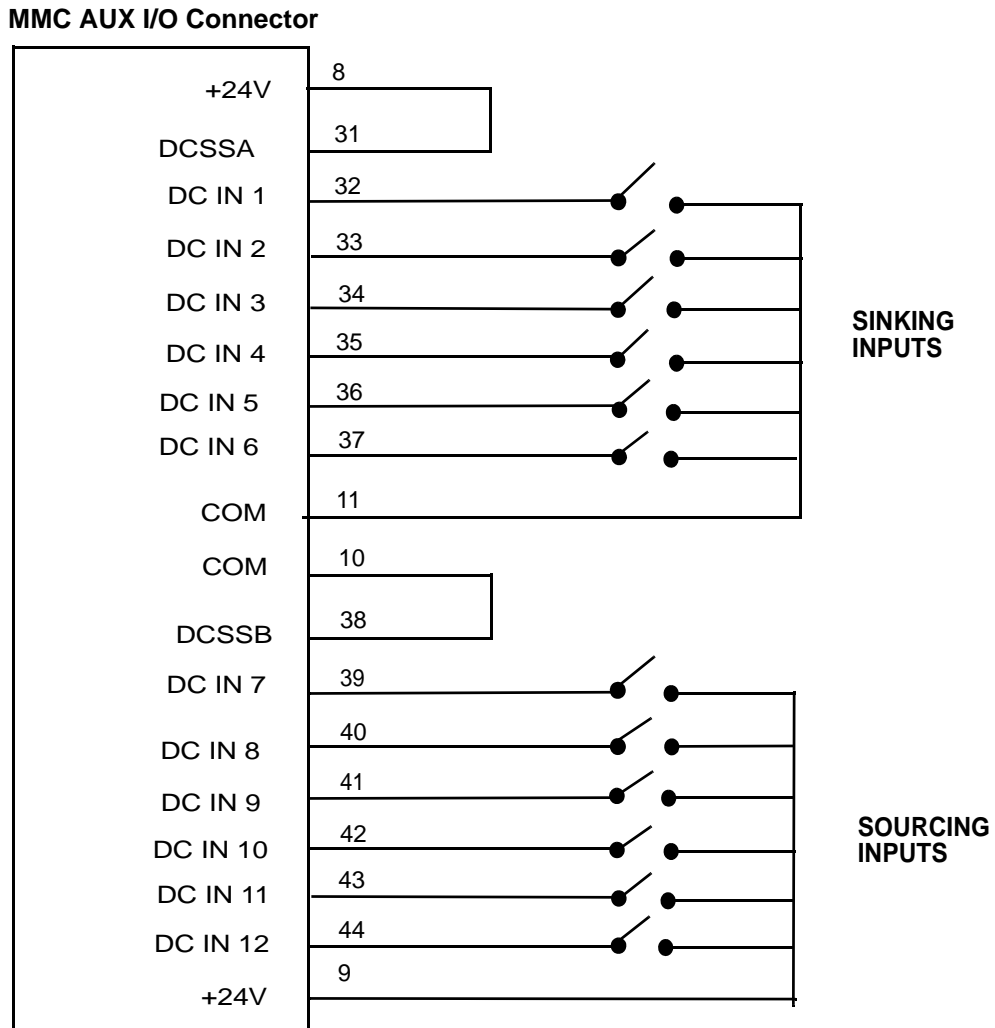 MMC AUX I/O Connector
+24V 8
DCSSA 31
DC IN 1 32
DC IN 2 33
DC IN 3 34
DC IN 4 35
DC IN 5 36
DC IN 6 37
SINKING
INPUTS
COM 11
COM 10
DCSSB 38
DC IN 7 39
DC IN 8 40
DC IN 9 41
DC IN 10 42
DC IN 11 43
DC IN 12 44
SOURCING
INPUTS
+24V 9